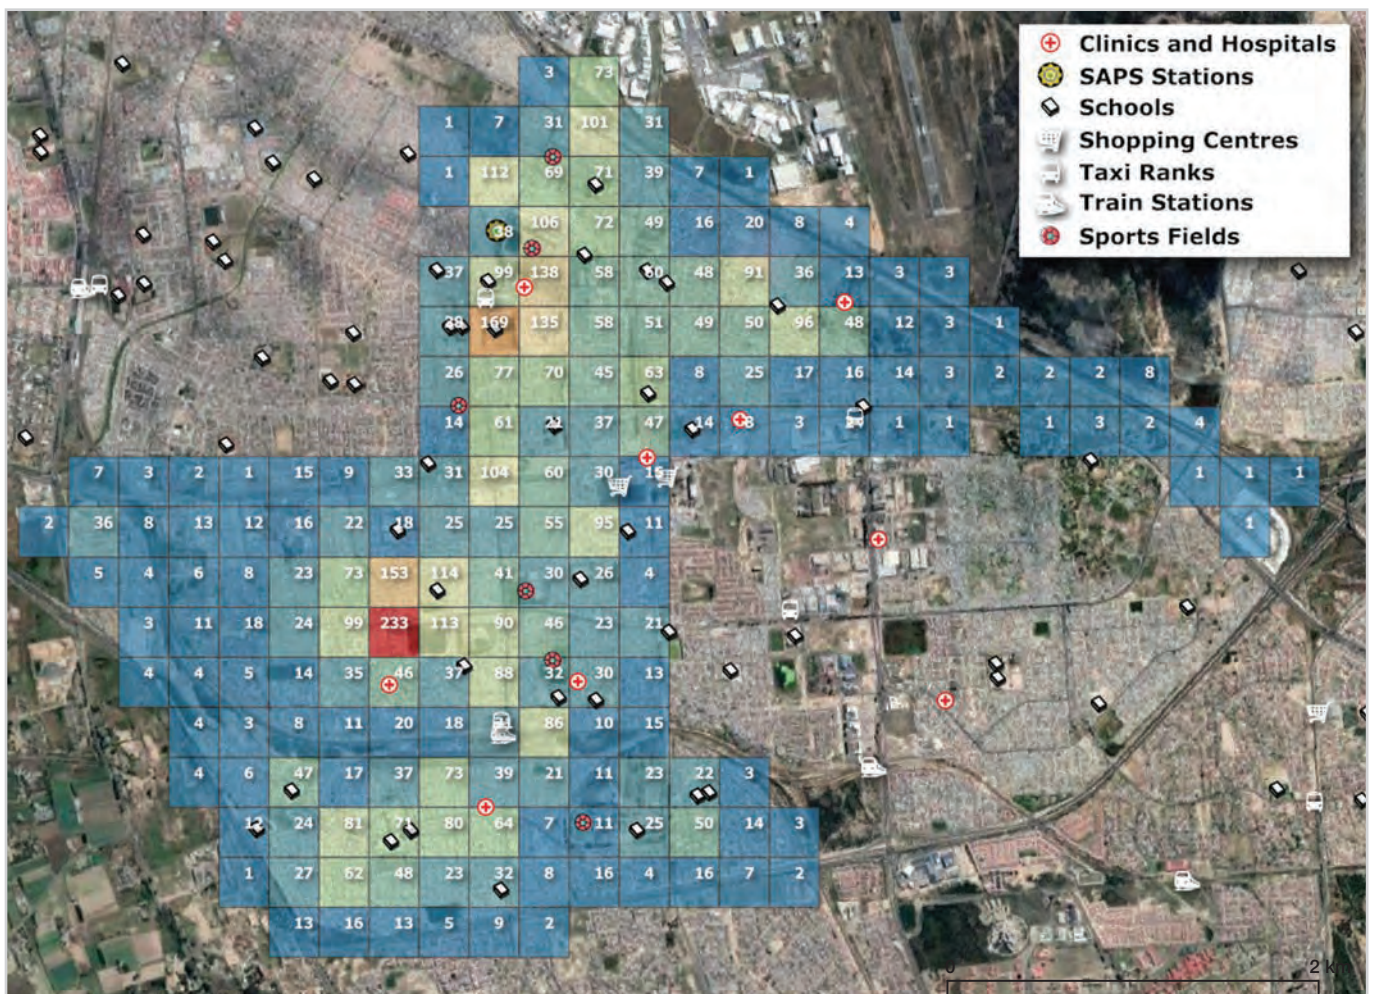 Clinics and Hospitals
SAPS Stations
Schools
Shopping Centres
Taxi Ranks
Train Stations
Sports Fields
3 73
1 7 31 101 31
1 112 69 71 39 7 1
38 106 72 49 16 20 8 4
37 99 138 58 60 48 91 36 13 3 3
169 135 58 51 49 50 96 48 12 3 1
26 77 70 45 63 8 25 17 16 14 3 2 2 2 8
14 61 21 37 47 14 3 1 1 1 3 2 4
7 3 2 1 15 9 33 31 104 60 30 15 1 1 1
2 36 8 13 12 16 22 18 25 25 55 95 11 1
5 4 6 8 23 73 153 114 41 30 26 4
3 11 18 24 99 233 113 90 46 23 21
4 4 5 14 35 46 37 88 32 30 13
4 3 8 11 20 18 86 10 15
4 6 47 17 37 73 39 21 11 23 22 3
12 24 81 71 80 64 7 11 25 50 14 3
1 27 62 48 23 32 8 16 4 16 7 2
13 16 13 5 9 2
0 2 k